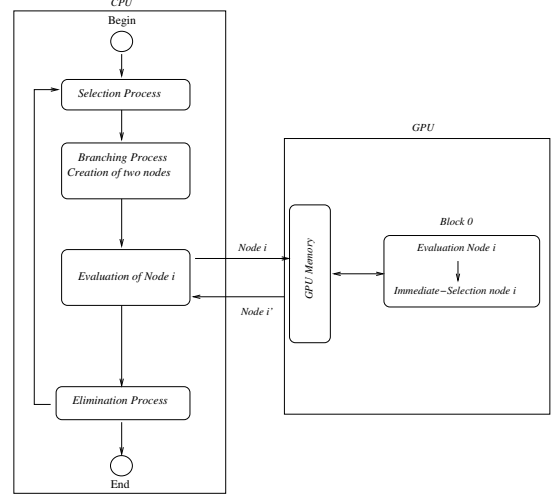 CPU
Begin
Selection Process
Branching Process
Creation of two nodes
Evaluation of Node i
Elimination Process
End
Node i
Node i'
GPU
GPU Memory
Block 0
Evaluation Node i
Immediate−Selection node i